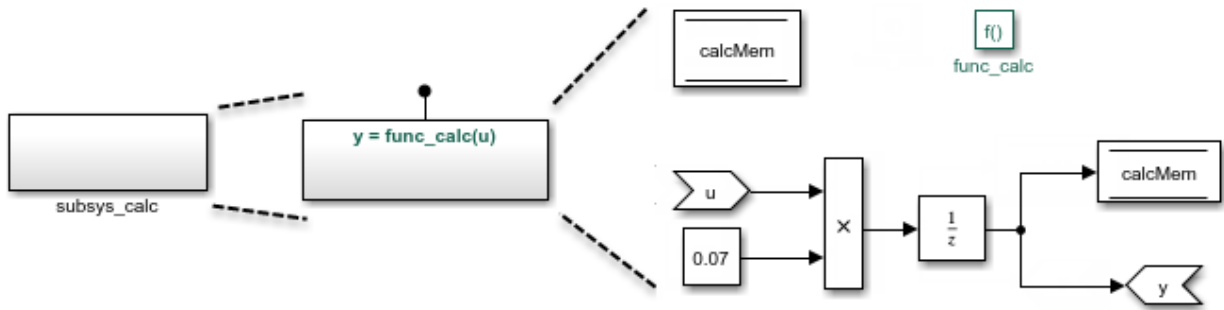 subsys_calc
y = func_calc(u)
calcMem
f()
func_calc
u
0.07
×
1
z
calcMem
y